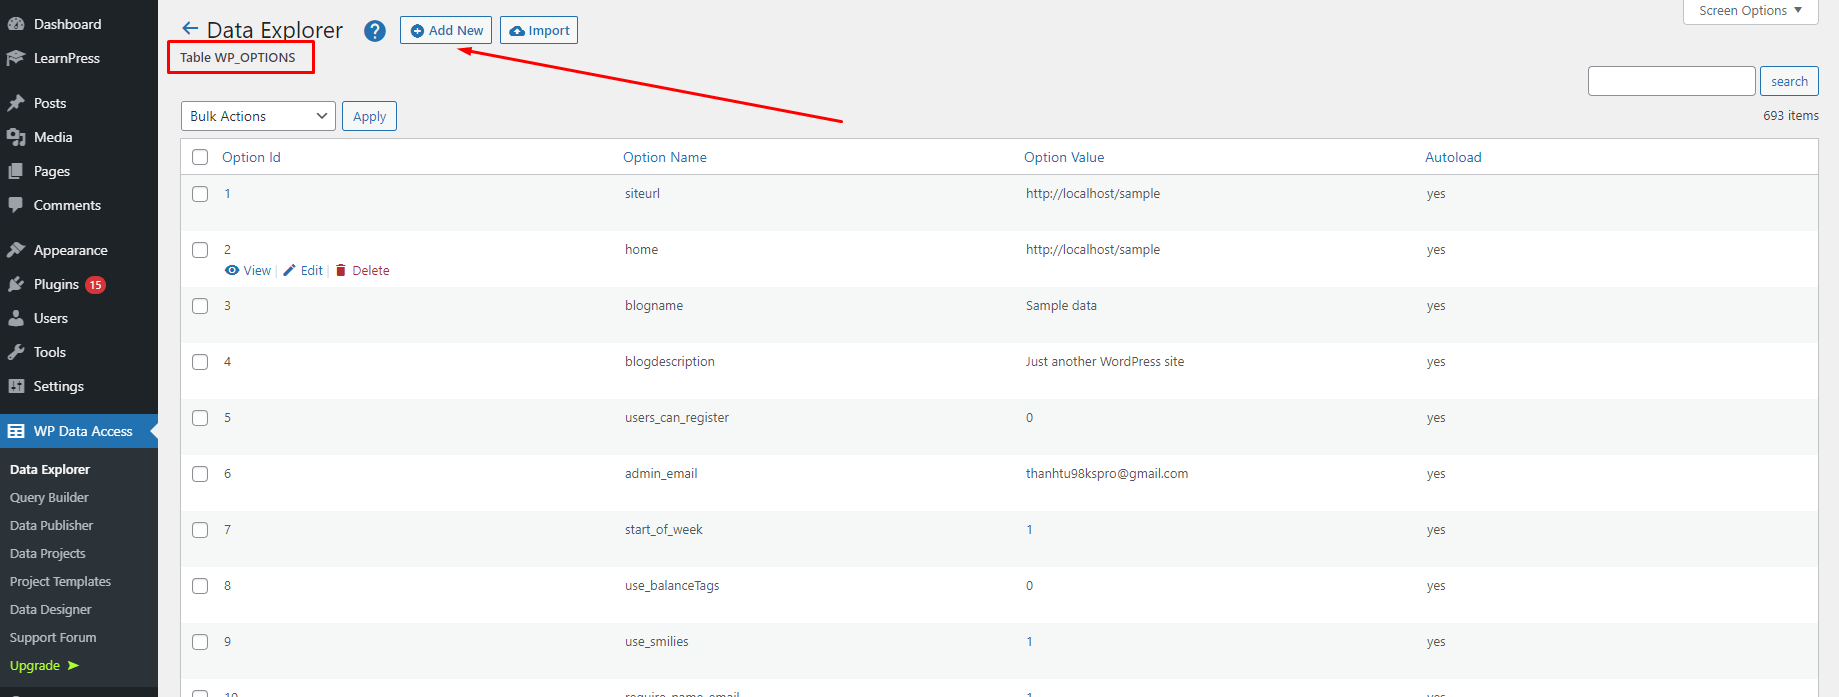 Dashboard
LearnPress
Posts
Media
Pages
Comments
Appearance
Plugins 15
Users
Tools
Settings
WP Data Access
Data Explorer
Query Builder
Data Publisher
Data Projects
Project Templates
Data Designer
Support Forum
Upgrade
Screen Options
Data Explorer ? Add New Import
Table WP_OPTIONS
search
Bulk Actions Apply
693 items
Option Id Option Name Option Value Autoload
1 siteurl http://localhost/sample yes
2 home http://localhost/sample yes
View | Edit | Delete
3 blogname Sample data yes
4 blogdescription Just another WordPress site yes
5 users_can_register 0 yes
6 admin_email thanhtu98kspro@gmail.com yes
7 start_of_week 1 yes
8 use_balanceTags 0 yes
9 use_smilies 1 yes
10 require_name_email 1 yes